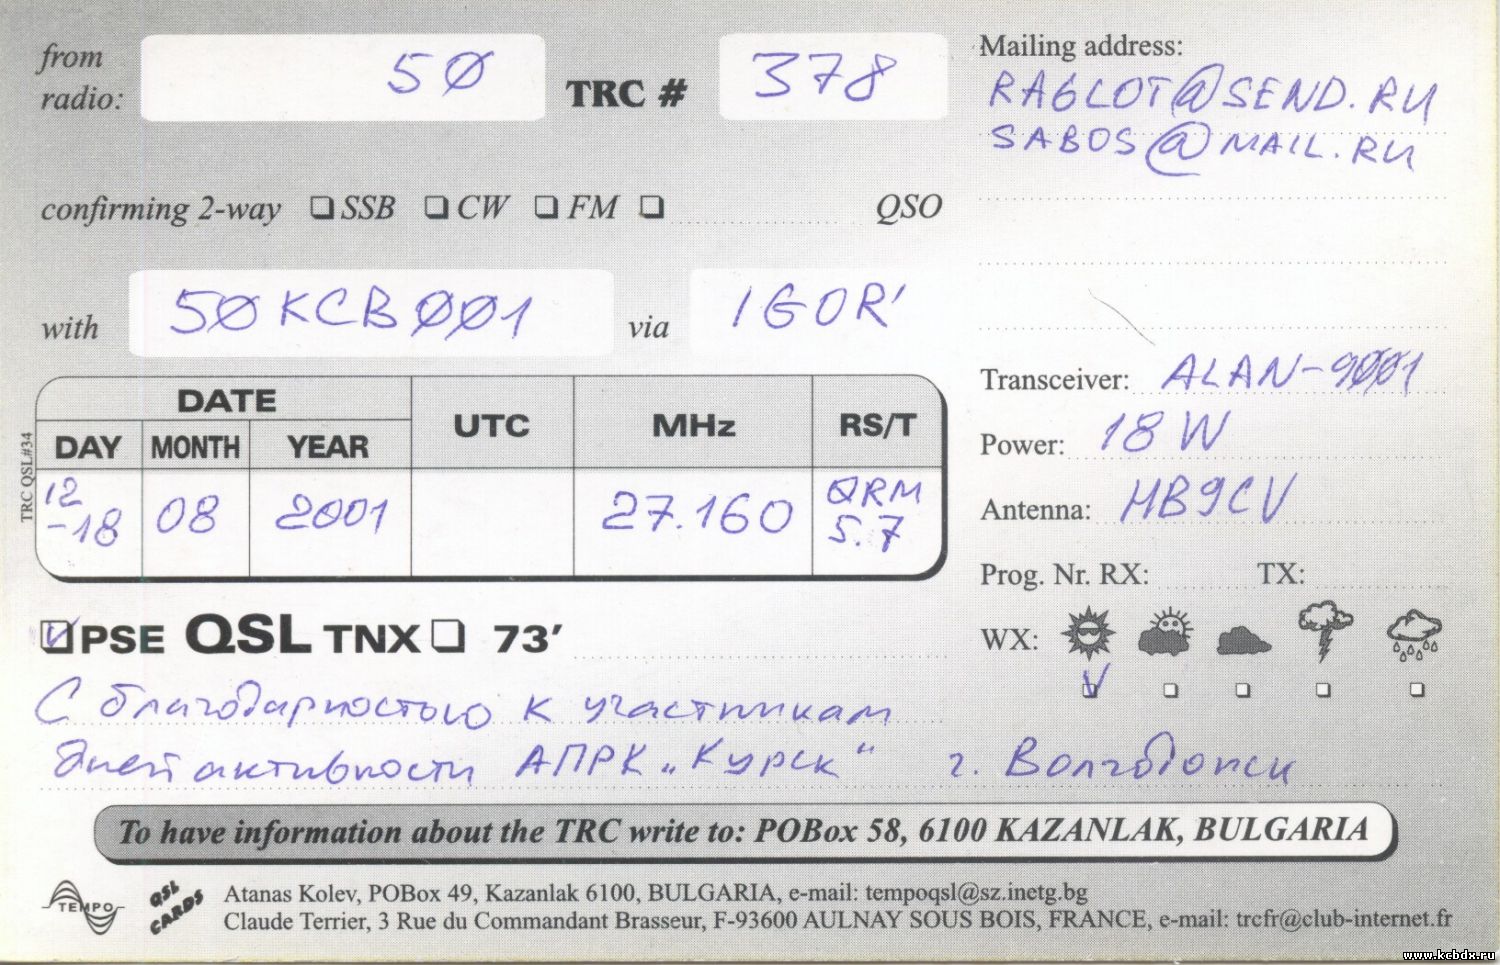 from radio: 5Ø TRC # 378
confirming 2-way SSB CW FM QSO
with 5ØKCBØØ1 via IGOR'
DATE UTC MHz RS/T
DAY MONTH YEAR
12-18 08 2001 27.160 QRM 5.7
TRC QSL#34
PSE QSL TNX 73'
С благодарностью к участникам
дней активности АПРК „Курск“ г. Волгодонск
Mailing address:
RA6LOT@SEND.RU
SABOS@MAIL.RU
Transceiver: ALAN-9ØØ1
Power: 18 W
Antenna: HB9CV
Prog. Nr. RX: TX:
WX:
To have information about the TRC write to: POBox 58, 6100 KAZANLAK, BULGARIA
TEMPO QSL CARDS
Atanas Kolev, POBox 49, Kazanlak 6100, BULGARIA, e-mail: tempoqsl@sz.inetg.bg
Claude Terrier, 3 Rue du Commandant Brasseur, F-93600 AULNAY SOUS BOIS, FRANCE, e-mail: trcfr@club-internet.fr
www.kcbdx.ru